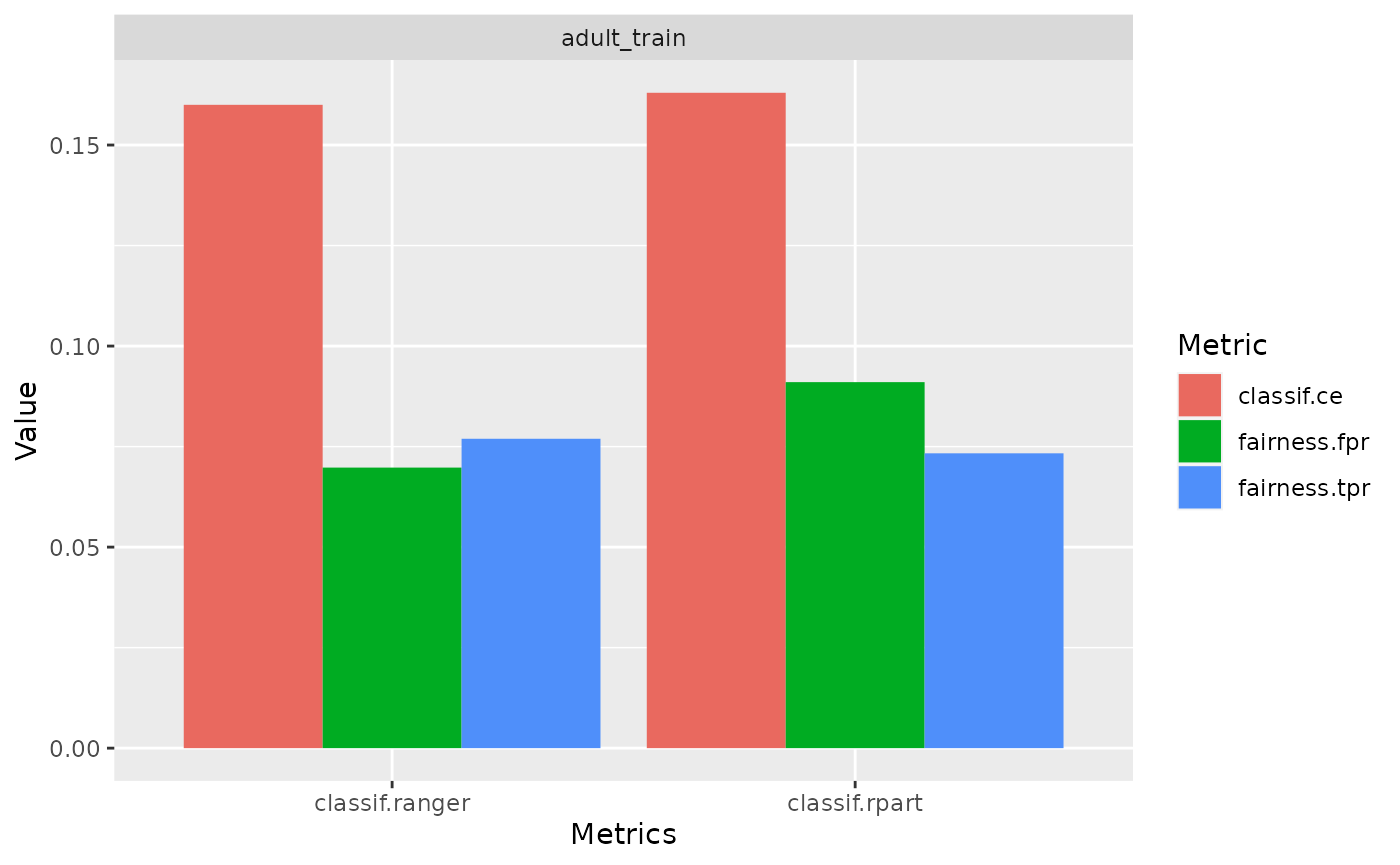 adult_train
0.15
0.10
0.05
0.00
Value
classif.ranger
classif.rpart
Metrics
Metric
classif.ce
fairness.fpr
fairness.tpr